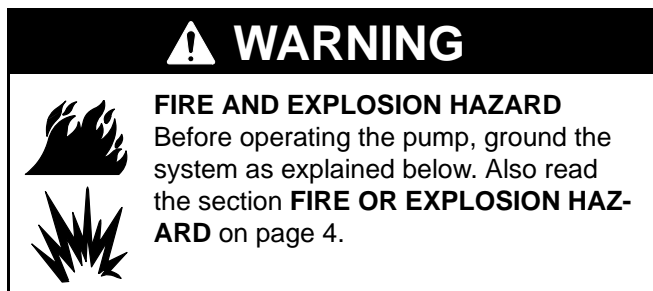 WARNING
FIRE AND EXPLOSION HAZARD
Before operating the pump, ground the
system as explained below. Also read
the section FIRE OR EXPLOSION HAZ-
ARD on page 4.